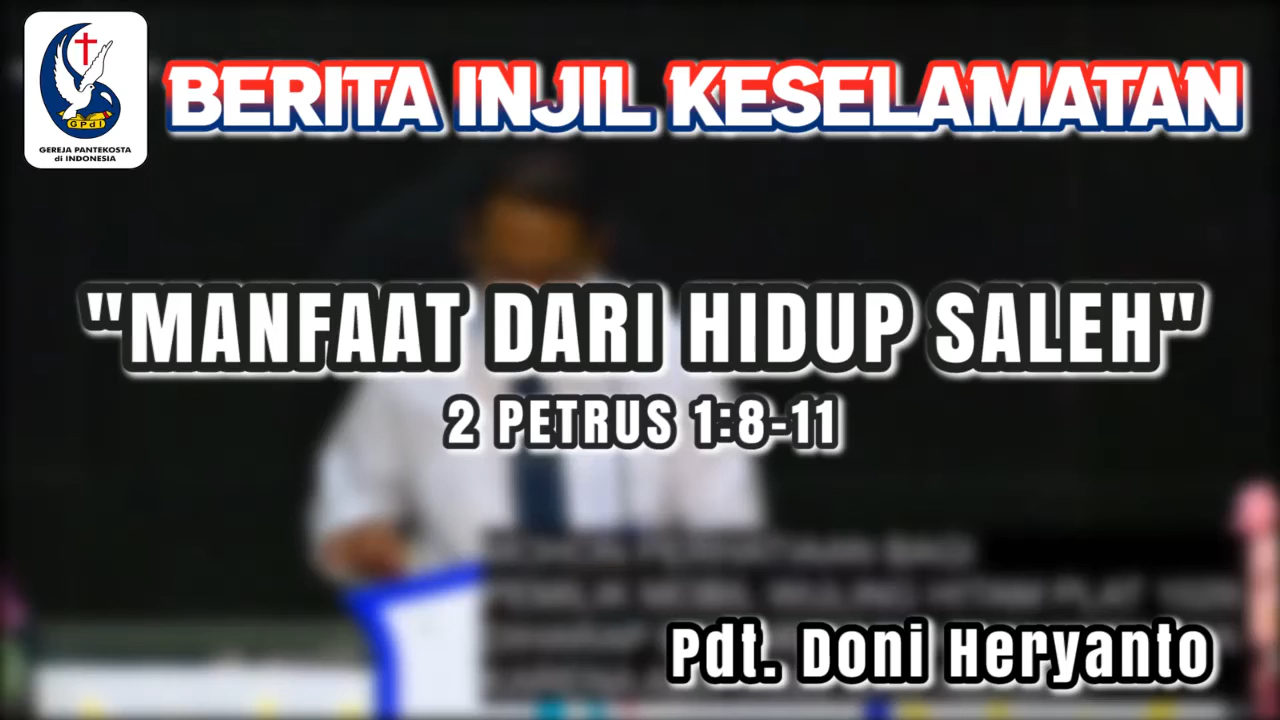 GPdI
GEREJA PANTEKOSTA
di INDONESIA
BERITA INJIL KESELAMATAN
"MANFAAT DARI HIDUP SALEH"
2 PETRUS 1:8-11
Pdt. Doni Heryanto